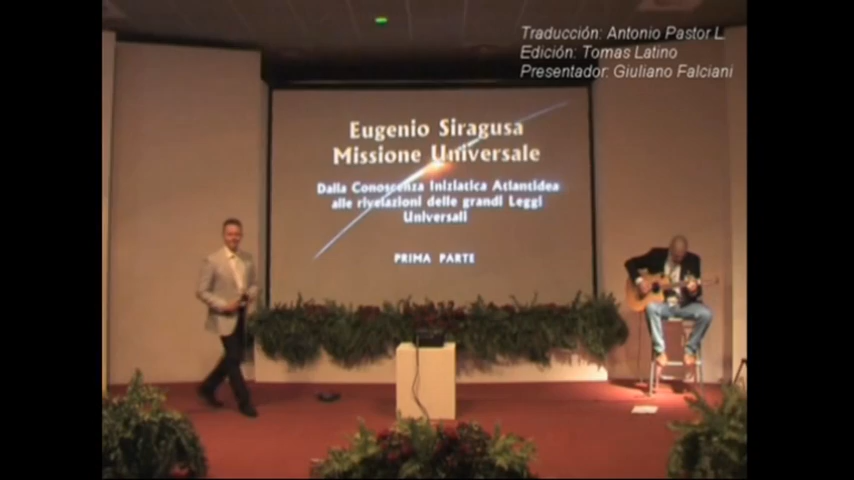 Traducción: Antonio Pastor L.
Edición: Tomas Latino
Presentador: Giuliano Falciani
Eugenio Siragusa
Missione Universale
Dalla Conoscenza Iniziatica Atlantidea
alle rivelazioni delle grandi Leggi
Universali
PRIMA PARTE